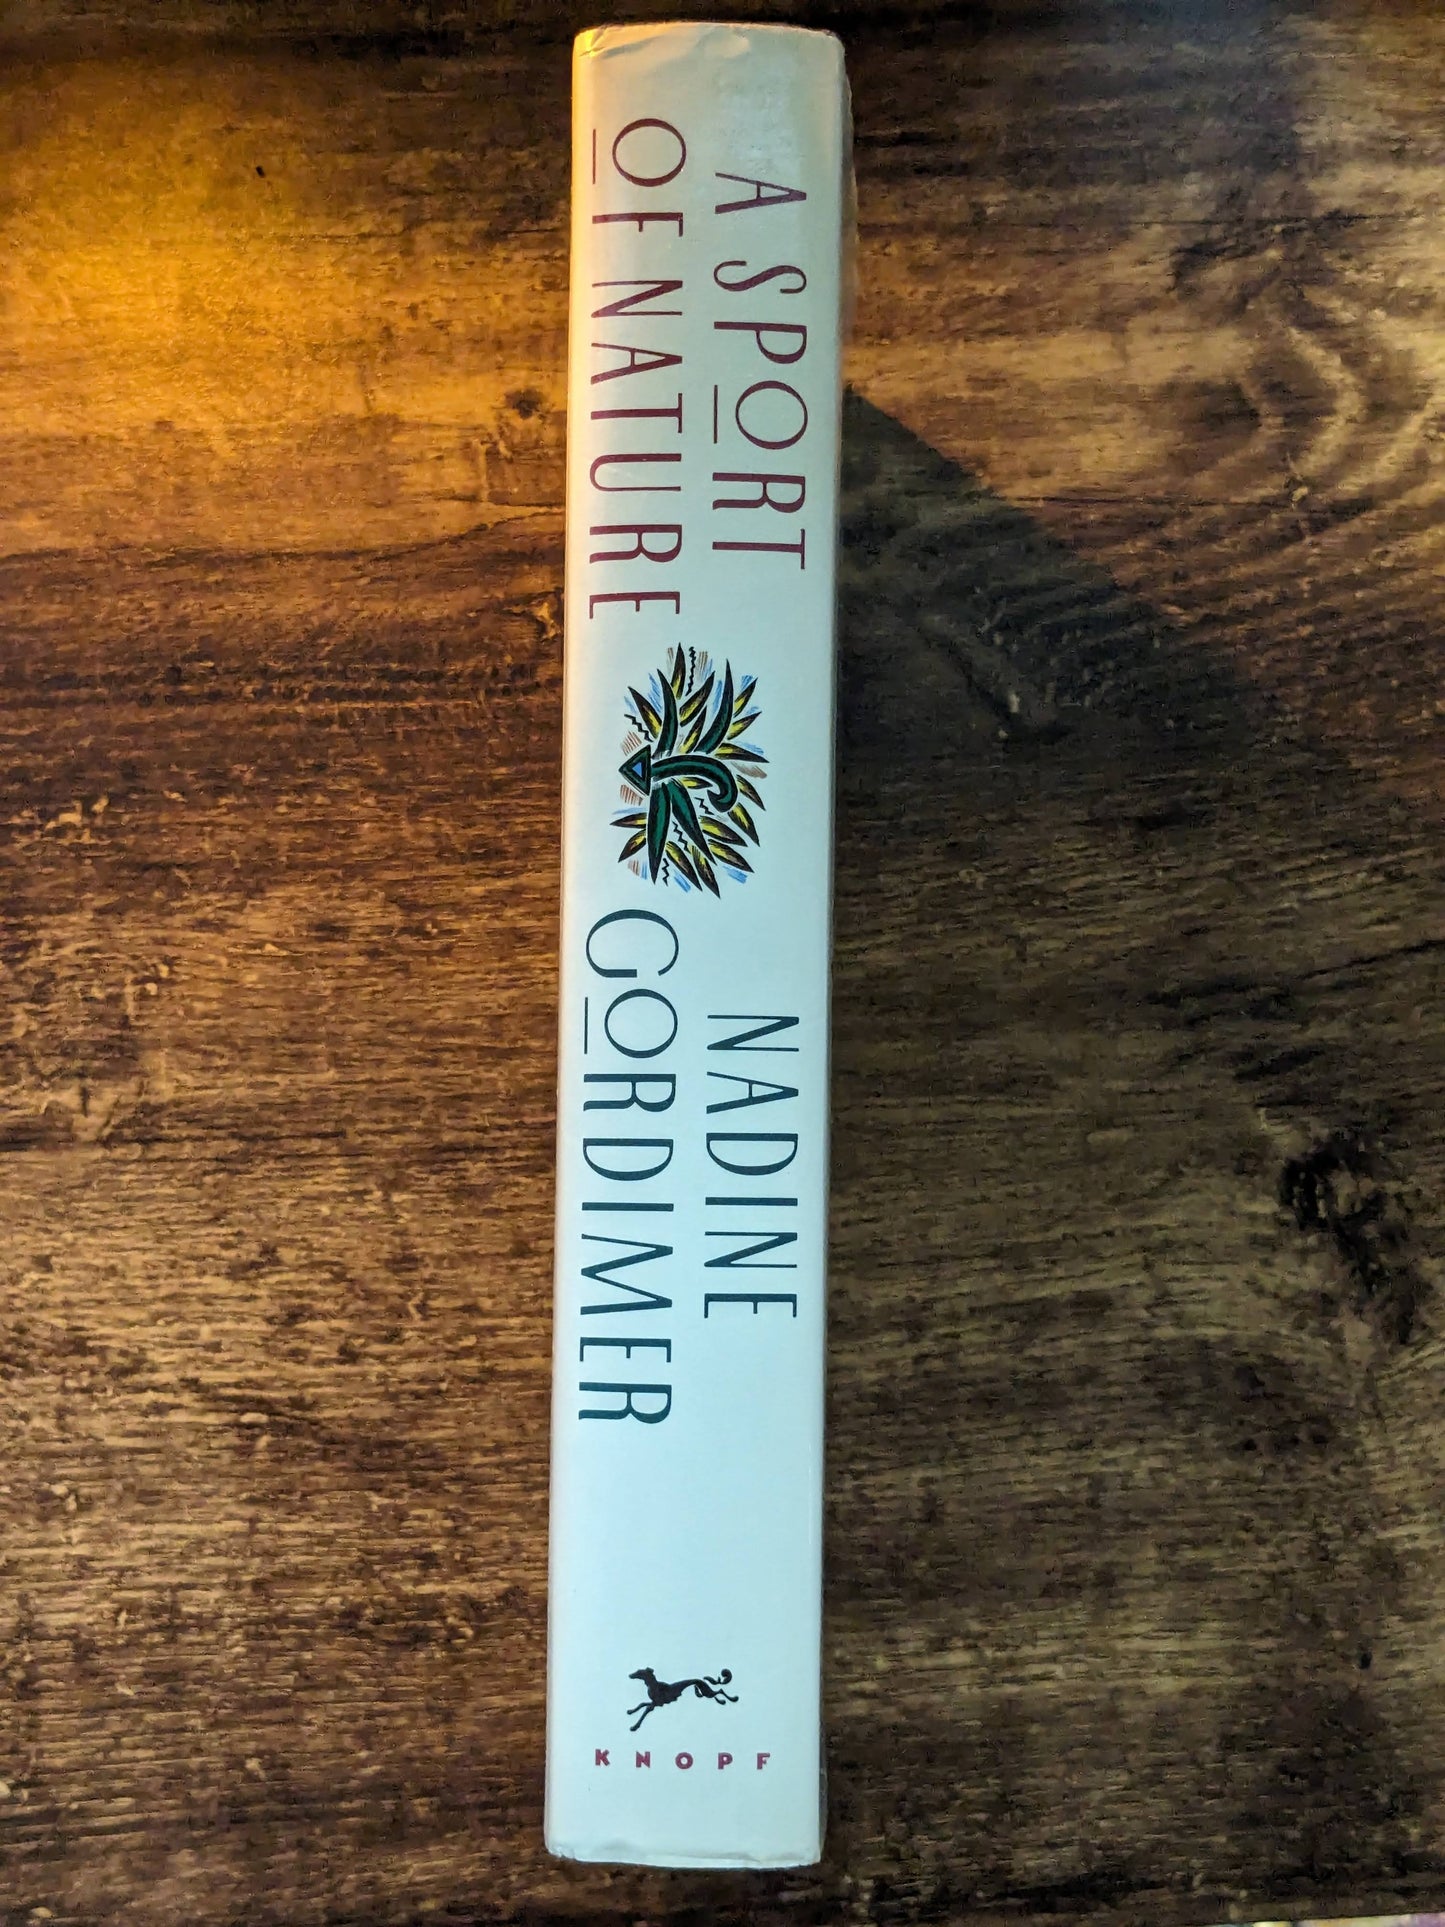 A SPORT
OF NATURE
NADINE
GORDIMER
KNOPF